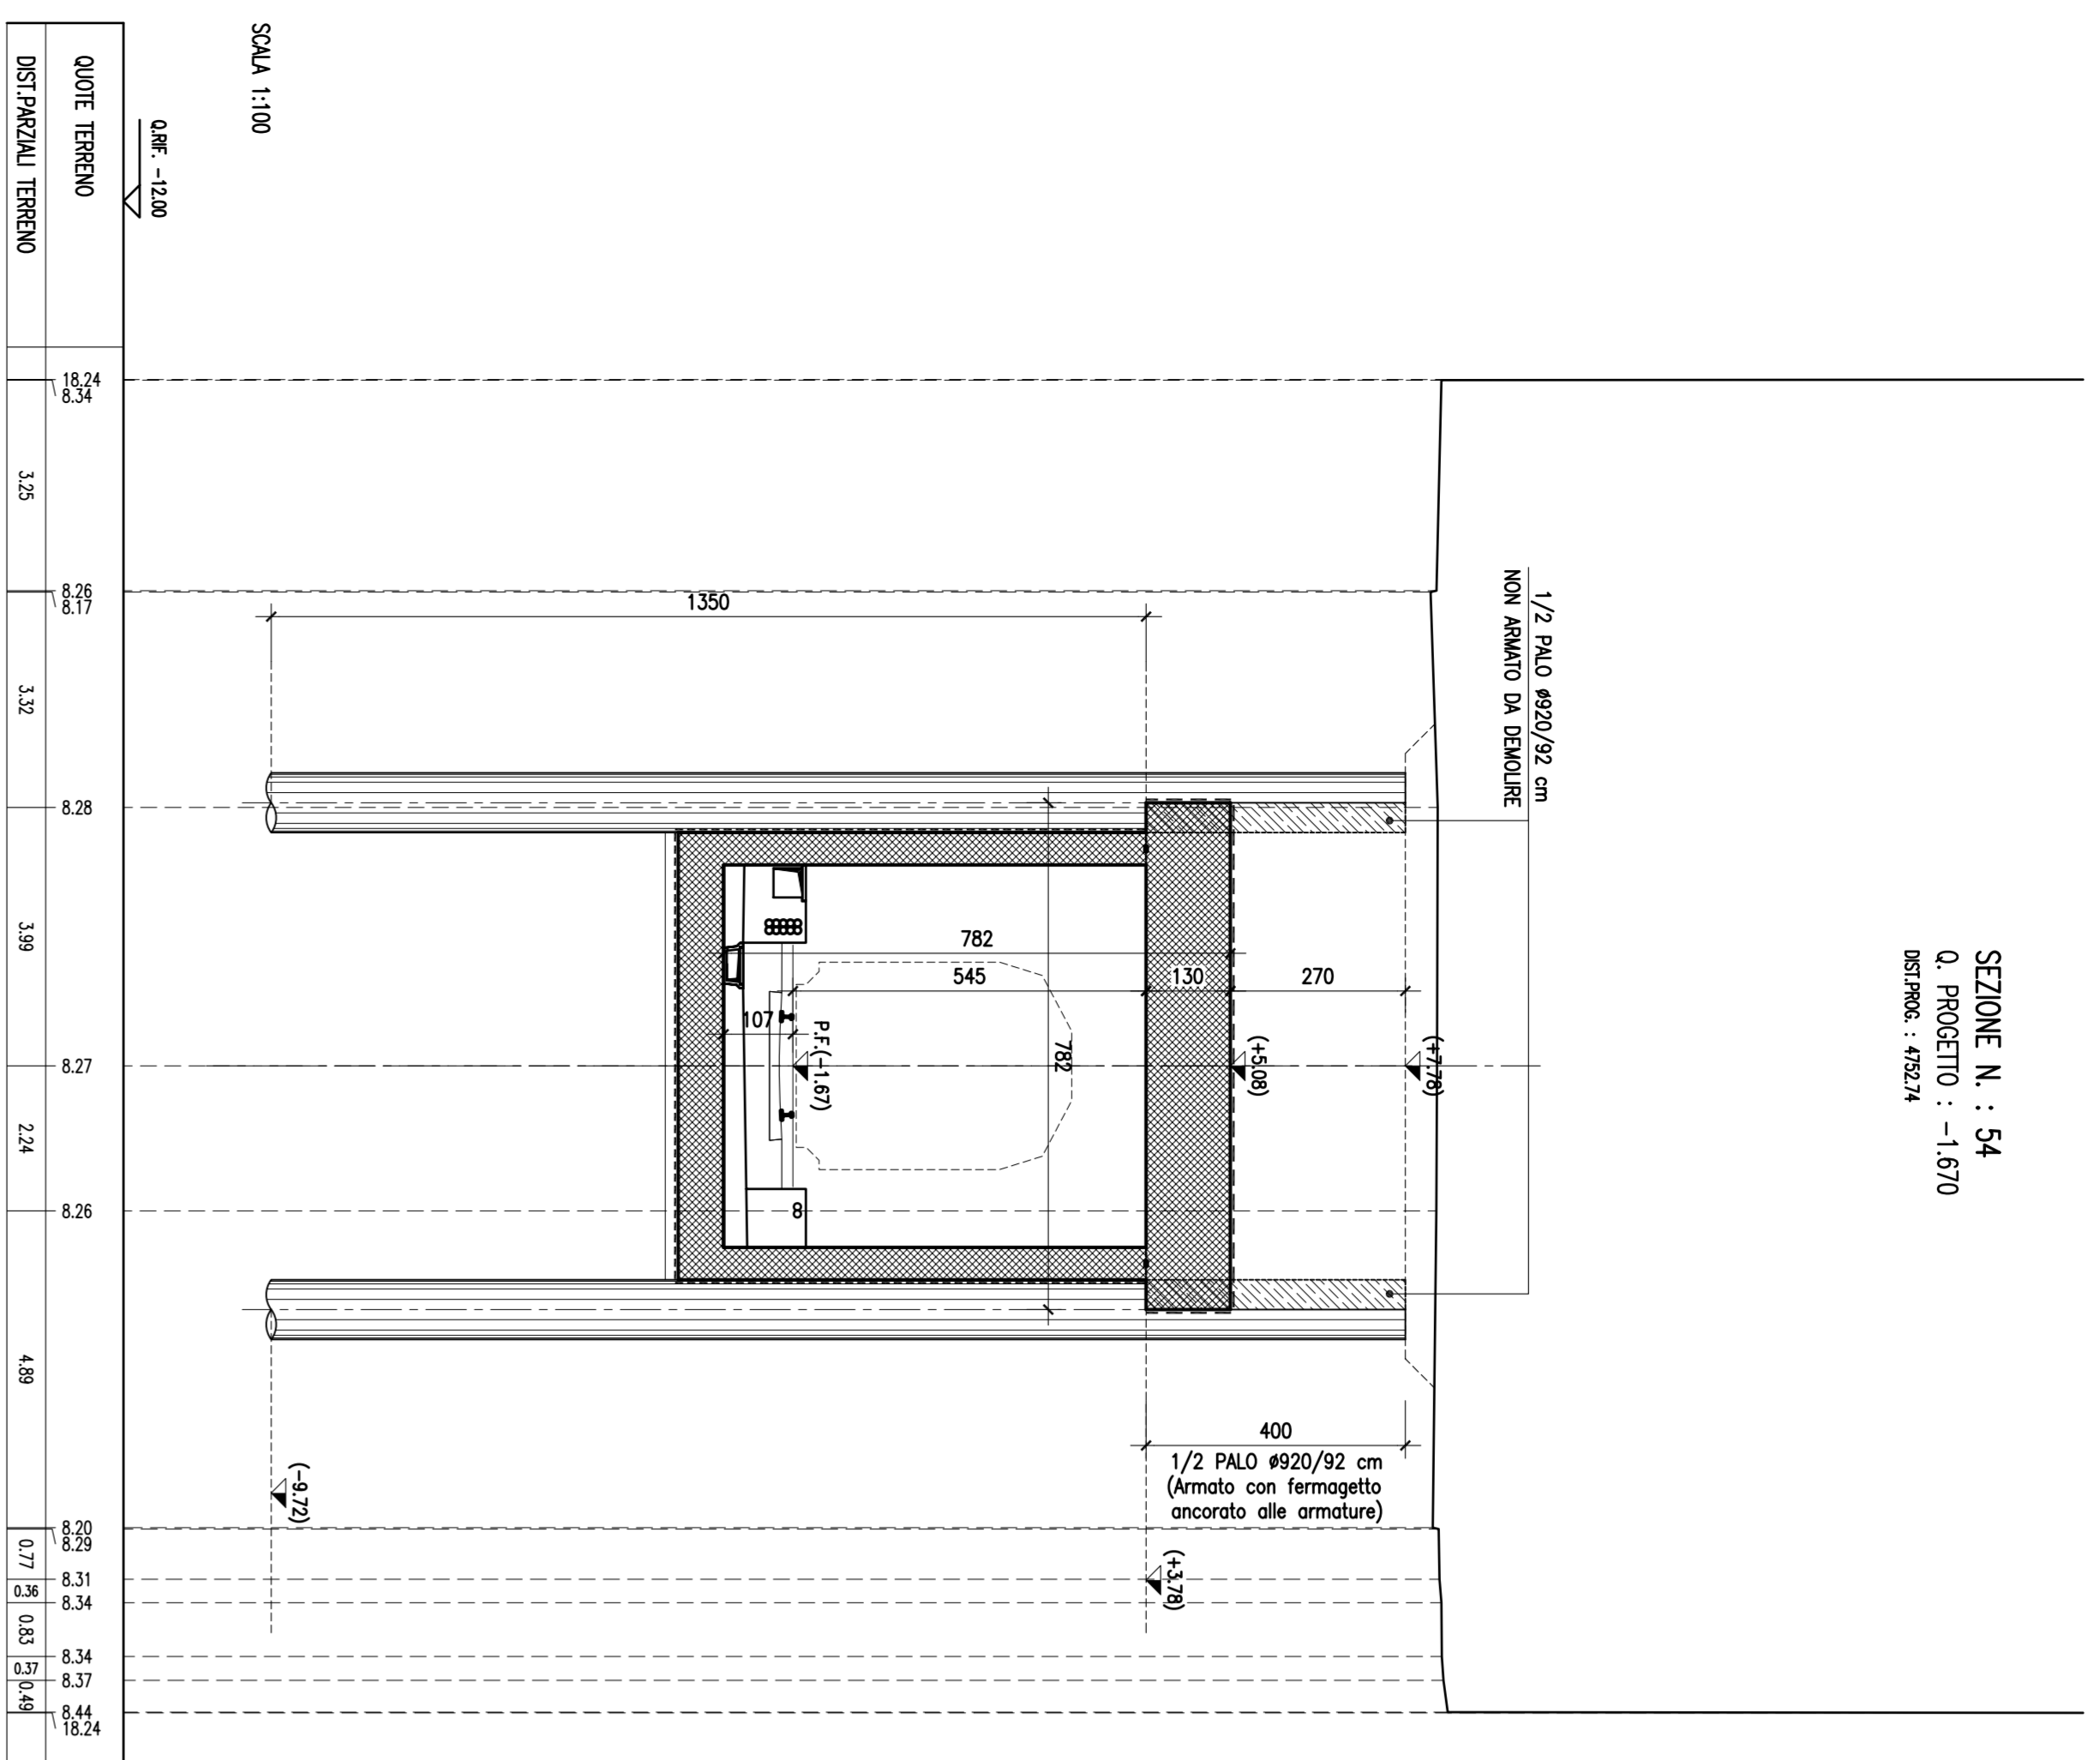 SEZIONE N. : 54
Q. PROGETTO : -1.670
DIST.PROG. : 4752.74
1/2 PALO ø920/92 cm
NON ARMATO DA DEMOLIRE
(+7.78)
(+5.08)
270
130
782
545
782
107
P.F.(-1.67)
8
1350
400
1/2 PALO ø920/92 cm
(Armato con fermagetto
ancorato alle armature)
(+3.78)
(-9.72)
SCALA 1:100
Q.RIF. -12.00
QUOTE TERRENO
18.24
8.34
8.26
8.17
8.28
8.27
8.26
8.20
8.29
8.31
8.34
8.34
8.37
8.44
18.24
DIST.PARZIALI TERRENO
3.25
3.32
3.99
2.24
4.89
0.77
0.36
0.83
0.37
0.49